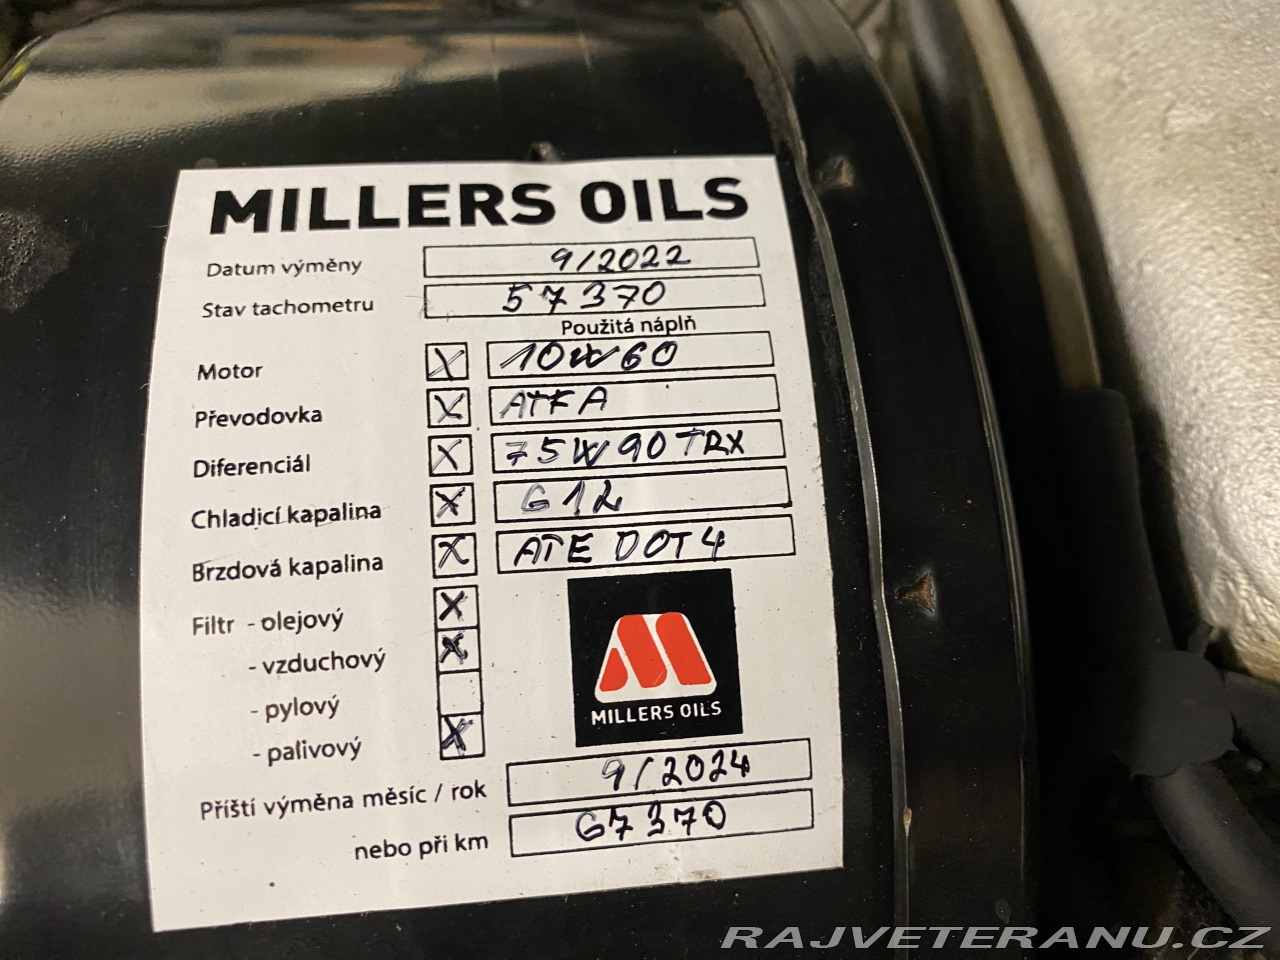 MILLERS OILS
Datum výměny 9/2022
Stav tachometru 57370
Použitá náplň
Motor X 10W60
Převodovka X ATF A
Diferenciál X 75W90 TRX
Chladicí kapalina X G12
Brzdová kapalina X ATE DOT4
Filtr - olejový X
- vzduchový X
- pylový
- palivový X
MILLERS OILS
Příští výměna měsíc / rok 9/2024
nebo při km 67370
RAJVETERANU.CZ